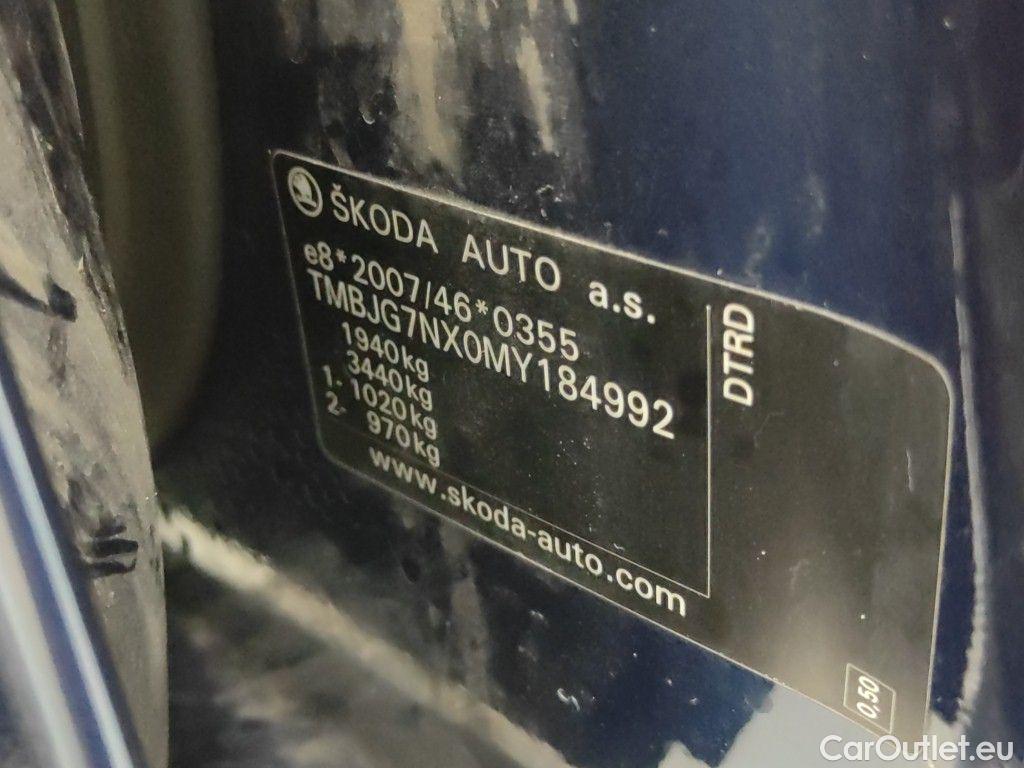 ŠKODA AUTO a.s.
e8*2007/46*0355
TMBJG7NX0MY184992
1940kg
3440kg
1- 1020kg
2- 970kg
www.skoda-auto.com
DTRD
0,50
CarOutlet.eu